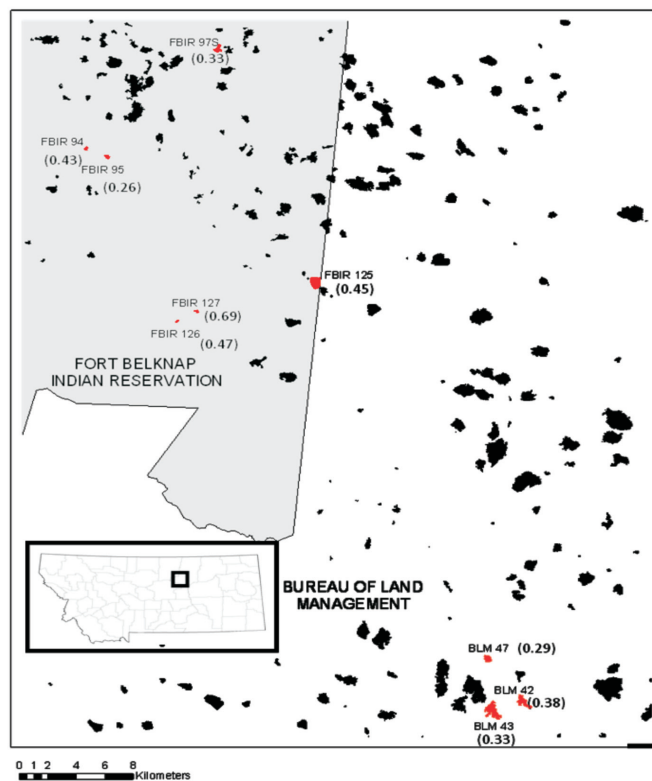 FBIR 97S
(0.33)
FBIR 94
(0.43)
FBIR 95
(0.26)
FBIR 125
(0.45)
FBIR 127
(0.69)
FBIR 126
(0.47)
FORT BELKNAP
INDIAN RESERVATION
BUREAU OF LAND
MANAGEMENT
BLM 47 (0.29)
BLM 42
(0.38)
BLM 43
(0.33)
0 1 2 4 6 8
Kilometers